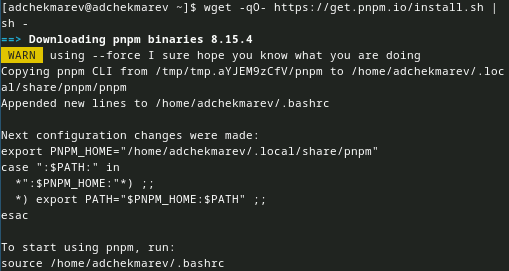 [adchekmarev@adchekmarev ~]$ wget -qO- https://get.pnpm.io/install.sh |
sh -
==> Downloading pnpm binaries 8.15.4
WARN using --force I sure hope you know what you are doing
Copying pnpm CLI from /tmp/tmp.aYJEM9zCfV/pnpm to /home/adchekmarev/.loc
al/share/pnpm/pnpm
Appended new lines to /home/adchekmarev/.bashrc

Next configuration changes were made:
export PNPM_HOME="/home/adchekmarev/.local/share/pnpm"
case ":$PATH:" in
  *":$PNPM_HOME:"*) ;;
  *) export PATH="$PNPM_HOME:$PATH" ;;
esac

To start using pnpm, run:
source /home/adchekmarev/.bashrc